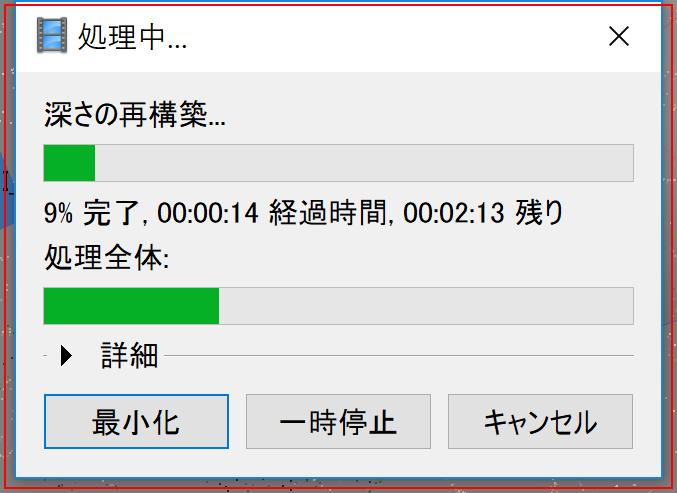 処理中...
深さの再構築...
9% 完了, 00:00:14 経過時間, 00:02:13 残り
処理全体:
詳細
最小化 一時停止 キャンセル